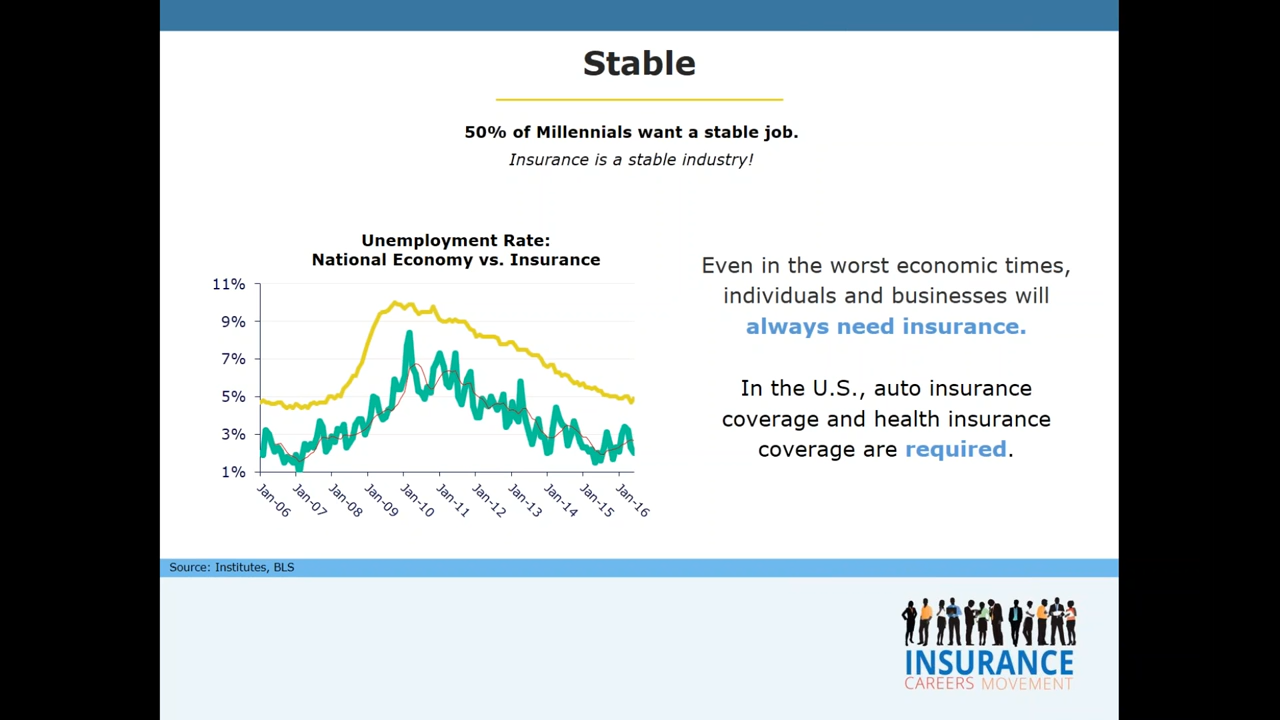 Stable
50% of Millennials want a stable job.
Insurance is a stable industry!
Unemployment Rate:
National Economy vs. Insurance
11%
9%
7%
5%
3%
1%
Jan-06
Jan-07
Jan-08
Jan-09
Jan-10
Jan-11
Jan-12
Jan-13
Jan-14
Jan-15
Jan-16
Even in the worst economic times,
individuals and businesses will
always need insurance.
In the U.S., auto insurance
coverage and health insurance
coverage are required.
Source: Institutes, BLS
INSURANCE
CAREERS MOVEMENT